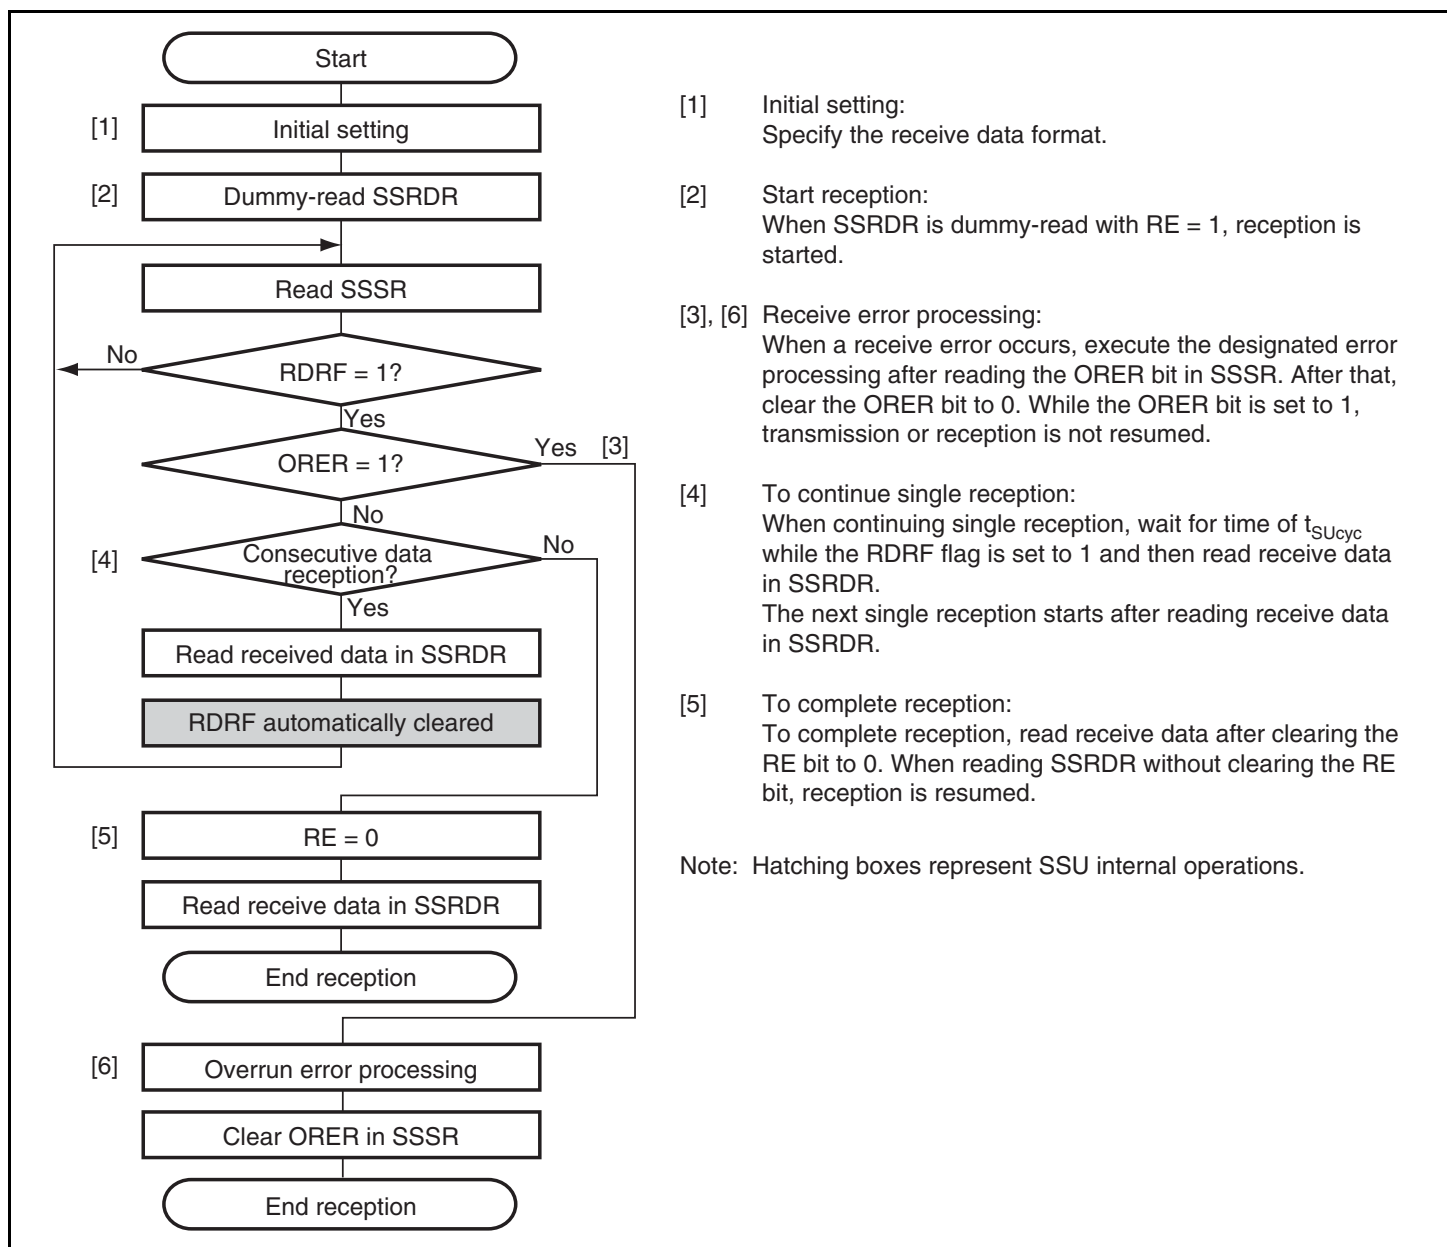 Start
[1]
Initial setting
[2]
Dummy-read SSRDR
Read SSSR
No
RDRF = 1?
Yes
ORER = 1?
Yes
[3]
No
[4]
Consecutive data
reception?
No
Yes
Read received data in SSRDR
RDRF automatically cleared
[5]
RE = 0
Read receive data in SSRDR
End reception
[6]
Overrun error processing
Clear ORER in SSSR
End reception
[1] Initial setting:
Specify the receive data format.
[2] Start reception:
When SSRDR is dummy-read with RE = 1, reception is
started.
[3], [6] Receive error processing:
When a receive error occurs, execute the designated error
processing after reading the ORER bit in SSSR. After that,
clear the ORER bit to 0. While the ORER bit is set to 1,
transmission or reception is not resumed.
[4] To continue single reception:
When continuing single reception, wait for time of tSUcyc
while the RDRF flag is set to 1 and then read receive data
in SSRDR.
The next single reception starts after reading receive data
in SSRDR.
[5] To complete reception:
To complete reception, read receive data after clearing the
RE bit to 0. When reading SSRDR without clearing the RE
bit, reception is resumed.
Note: Hatching boxes represent SSU internal operations.